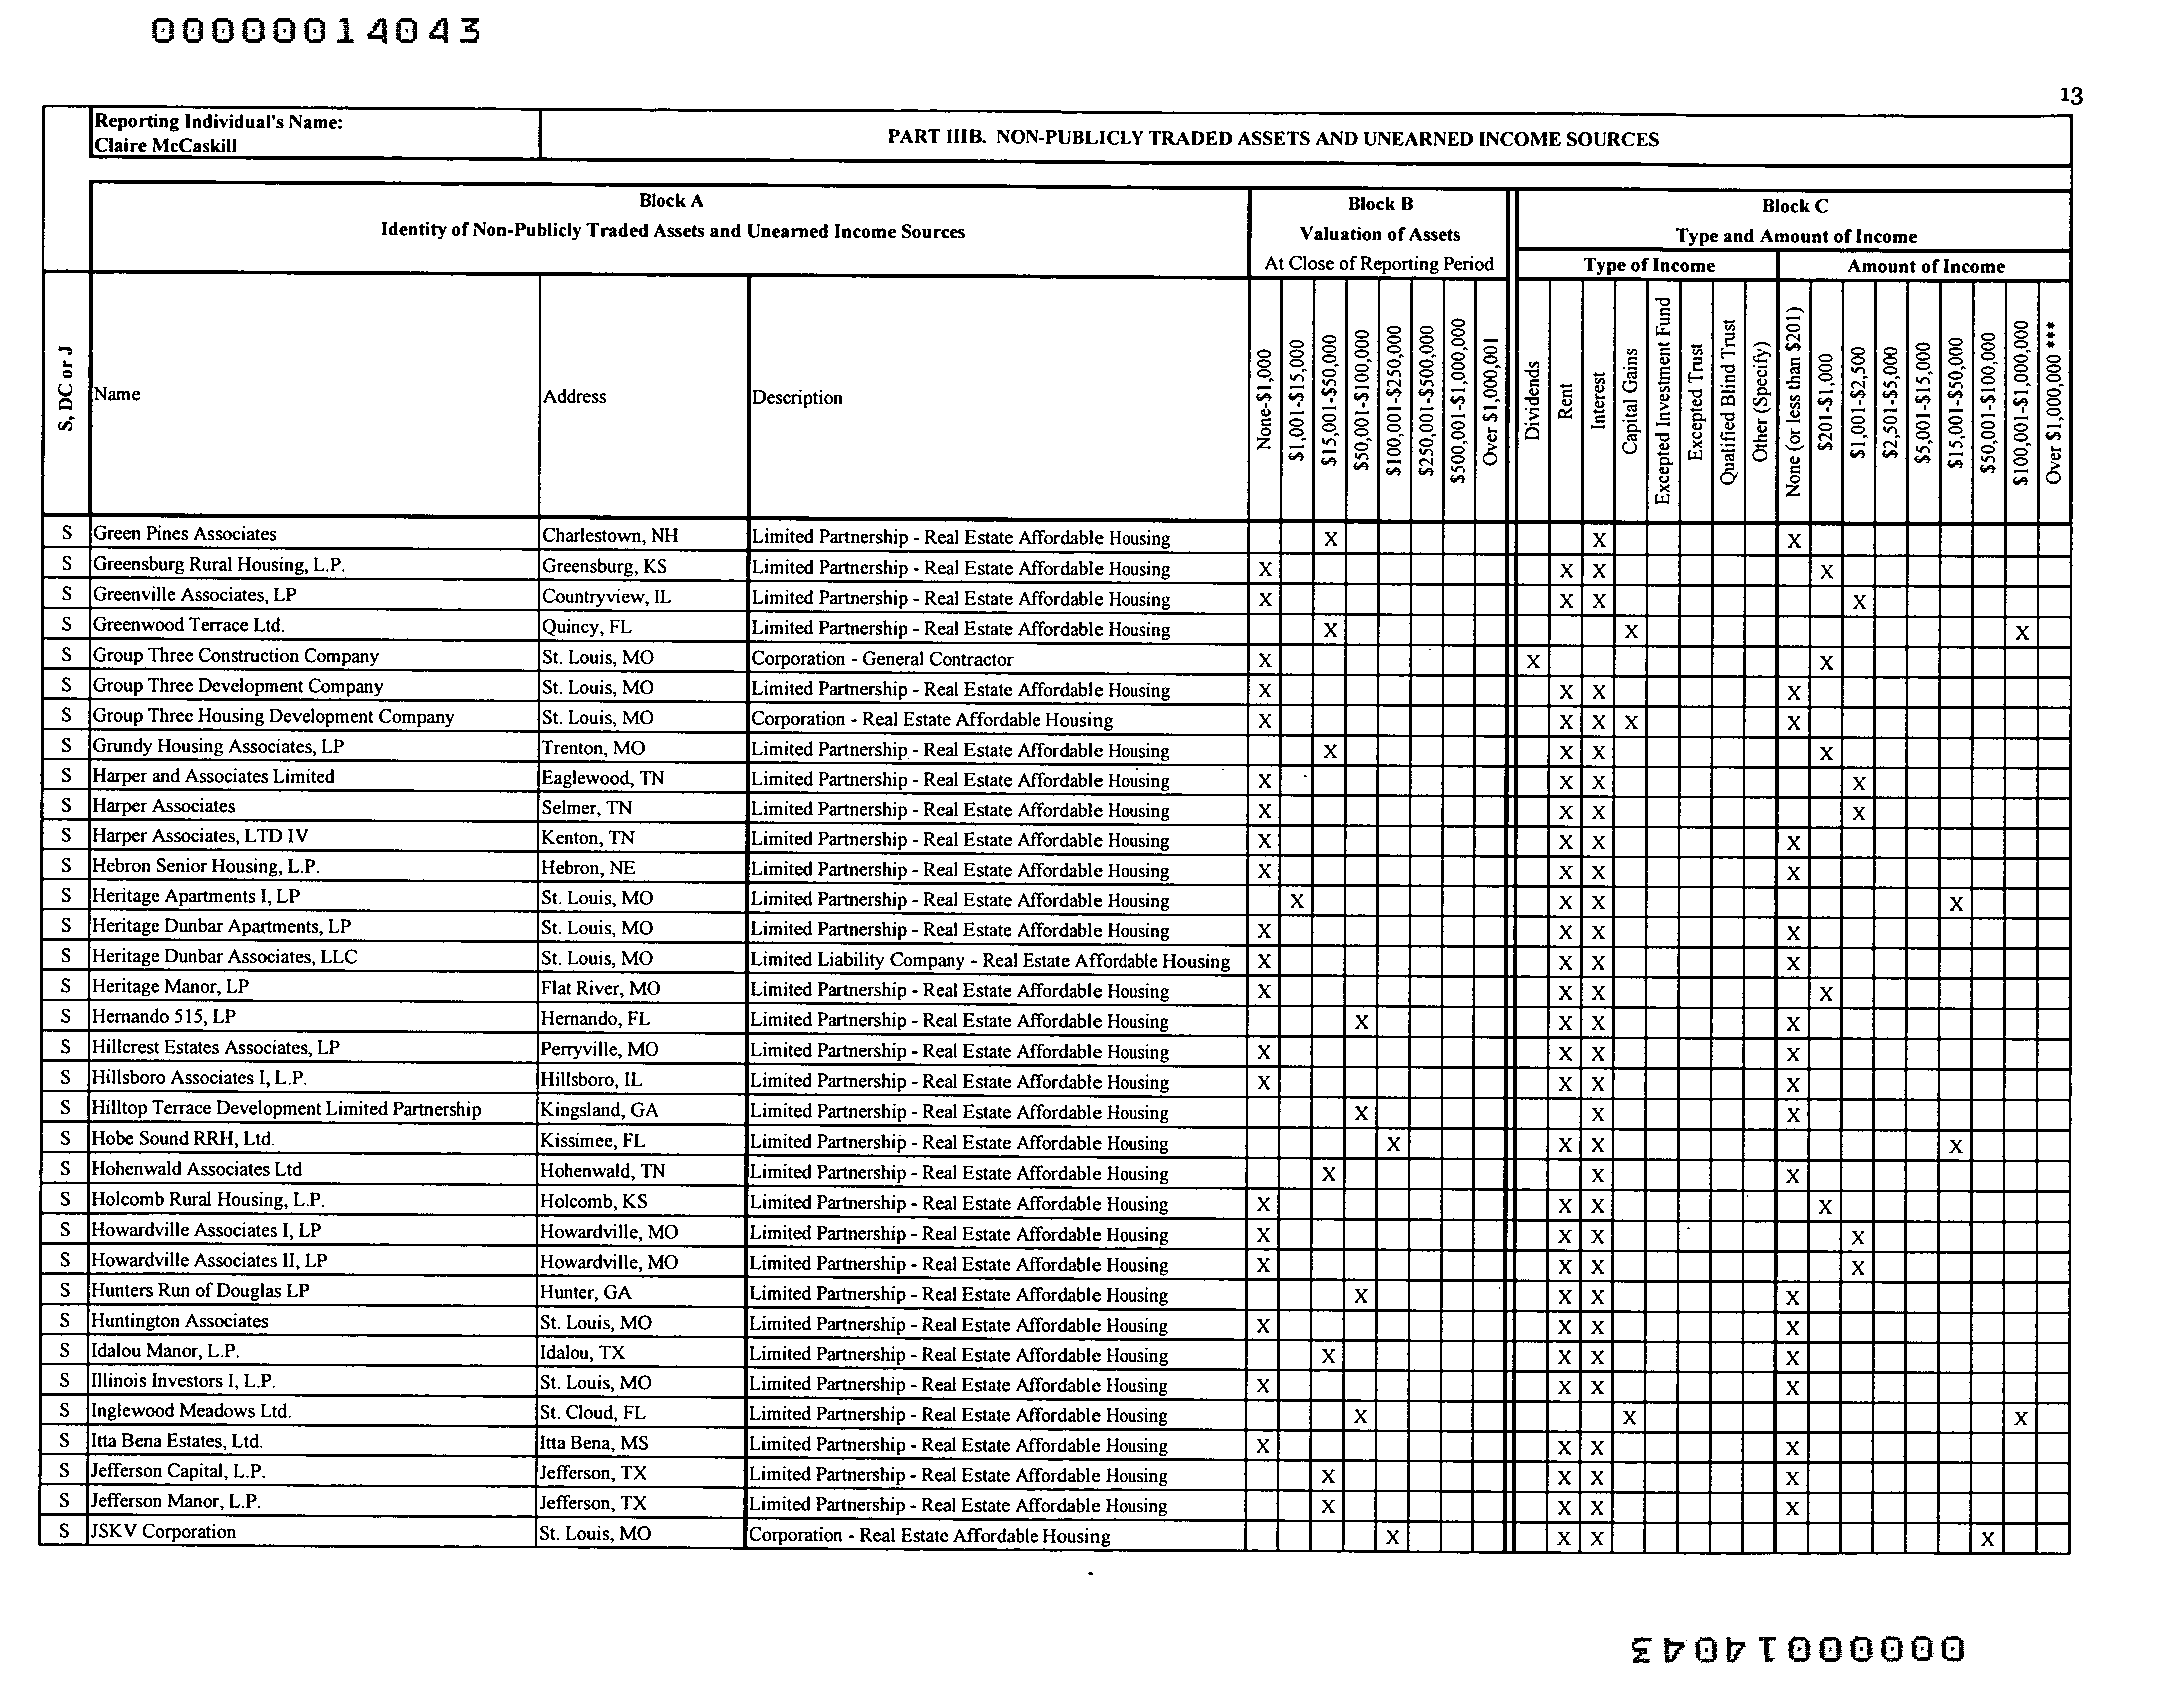 00000014043
13
Reporting Individual's Name:
Claire McCaskill
PART IIIB. NON-PUBLICLY TRADED ASSETS AND UNEARNED INCOME SOURCES
Block A
Identity of Non-Publicly Traded Assets and Unearned Income Sources
Block B
Valuation of Assets
At Close of Reporting Period
Block C
Type and Amount of Income
Type of Income
Amount of Income
S, DC or J
Name
Address
Description
None-$1,000
$1,001-$15,000
$15,001-$50,000
$50,001-$100,000
$100,001-$250,000
$250,001-$500,000
$500,001-$1,000,000
Over $1,000,001
Dividends
Rent
Interest
Capital Gains
Excepted Investment Fund
Excepted Trust
Qualified Blind Trust
Other (Specify)
None (or less than $201)
$201-$1,000
$1,001-$2,500
$2,501-$5,000
$5,001-$15,000
$15,001-$50,000
$50,001-$100,000
$100,001-$1,000,000
Over $1,000,000 ***
S Green Pines Associates Charlestown, NH Limited Partnership - Real Estate Affordable Housing X X X
S Greensburg Rural Housing, L.P. Greensburg, KS Limited Partnership - Real Estate Affordable Housing X X X X
S Greenville Associates, LP Countryview, IL Limited Partnership - Real Estate Affordable Housing X X X X
S Greenwood Terrace Ltd. Quincy, FL Limited Partnership - Real Estate Affordable Housing X X X
S Group Three Construction Company St. Louis, MO Corporation - General Contractor X X X
S Group Three Development Company St. Louis, MO Limited Partnership - Real Estate Affordable Housing X X X X
S Group Three Housing Development Company St. Louis, MO Corporation - Real Estate Affordable Housing X X X X X
S Grundy Housing Associates, LP Trenton, MO Limited Partnership - Real Estate Affordable Housing X X X X
S Harper and Associates Limited Eaglewood, TN Limited Partnership - Real Estate Affordable Housing X X X X
S Harper Associates Selmer, TN Limited Partnership - Real Estate Affordable Housing X X X X
S Harper Associates, LTD IV Kenton, TN Limited Partnership - Real Estate Affordable Housing X X X X
S Hebron Senior Housing, L.P. Hebron, NE Limited Partnership - Real Estate Affordable Housing X X X X
S Heritage Apartments I, LP St. Louis, MO Limited Partnership - Real Estate Affordable Housing X X X X
S Heritage Dunbar Apartments, LP St. Louis, MO Limited Partnership - Real Estate Affordable Housing X X X X
S Heritage Dunbar Associates, LLC St. Louis, MO Limited Liability Company - Real Estate Affordable Housing X X X X
S Heritage Manor, LP Flat River, MO Limited Partnership - Real Estate Affordable Housing X X X X
S Hernando 515, LP Hernando, FL Limited Partnership - Real Estate Affordable Housing X X X X
S Hillcrest Estates Associates, LP Perryville, MO Limited Partnership - Real Estate Affordable Housing X X X X
S Hillsboro Associates I, L.P. Hillsboro, IL Limited Partnership - Real Estate Affordable Housing X X X X
S Hilltop Terrace Development Limited Partnership Kingsland, GA Limited Partnership - Real Estate Affordable Housing X X X
S Hobe Sound RRH, Ltd. Kissimee, FL Limited Partnership - Real Estate Affordable Housing X X X X
S Hohenwald Associates Ltd Hohenwald, TN Limited Partnership - Real Estate Affordable Housing X X X
S Holcomb Rural Housing, L.P. Holcomb, KS Limited Partnership - Real Estate Affordable Housing X X X X
S Howardville Associates I, LP Howardville, MO Limited Partnership - Real Estate Affordable Housing X X X X
S Howardville Associates II, LP Howardville, MO Limited Partnership - Real Estate Affordable Housing X X X X
S Hunters Run of Douglas LP Hunter, GA Limited Partnership - Real Estate Affordable Housing X X X X
S Huntington Associates St. Louis, MO Limited Partnership - Real Estate Affordable Housing X X X X
S Idalou Manor, L.P. Idalou, TX Limited Partnership - Real Estate Affordable Housing X X X X
S Illinois Investors I, L.P. St. Louis, MO Limited Partnership - Real Estate Affordable Housing X X X X
S Inglewood Meadows Ltd. St. Cloud, FL Limited Partnership - Real Estate Affordable Housing X X X
S Itta Bena Estates, Ltd. Itta Bena, MS Limited Partnership - Real Estate Affordable Housing X X X X
S Jefferson Capital, L.P. Jefferson, TX Limited Partnership - Real Estate Affordable Housing X X X X
S Jefferson Manor, L.P. Jefferson, TX Limited Partnership - Real Estate Affordable Housing X X X X
S JSKV Corporation St. Louis, MO Corporation - Real Estate Affordable Housing X X X X
00000014043